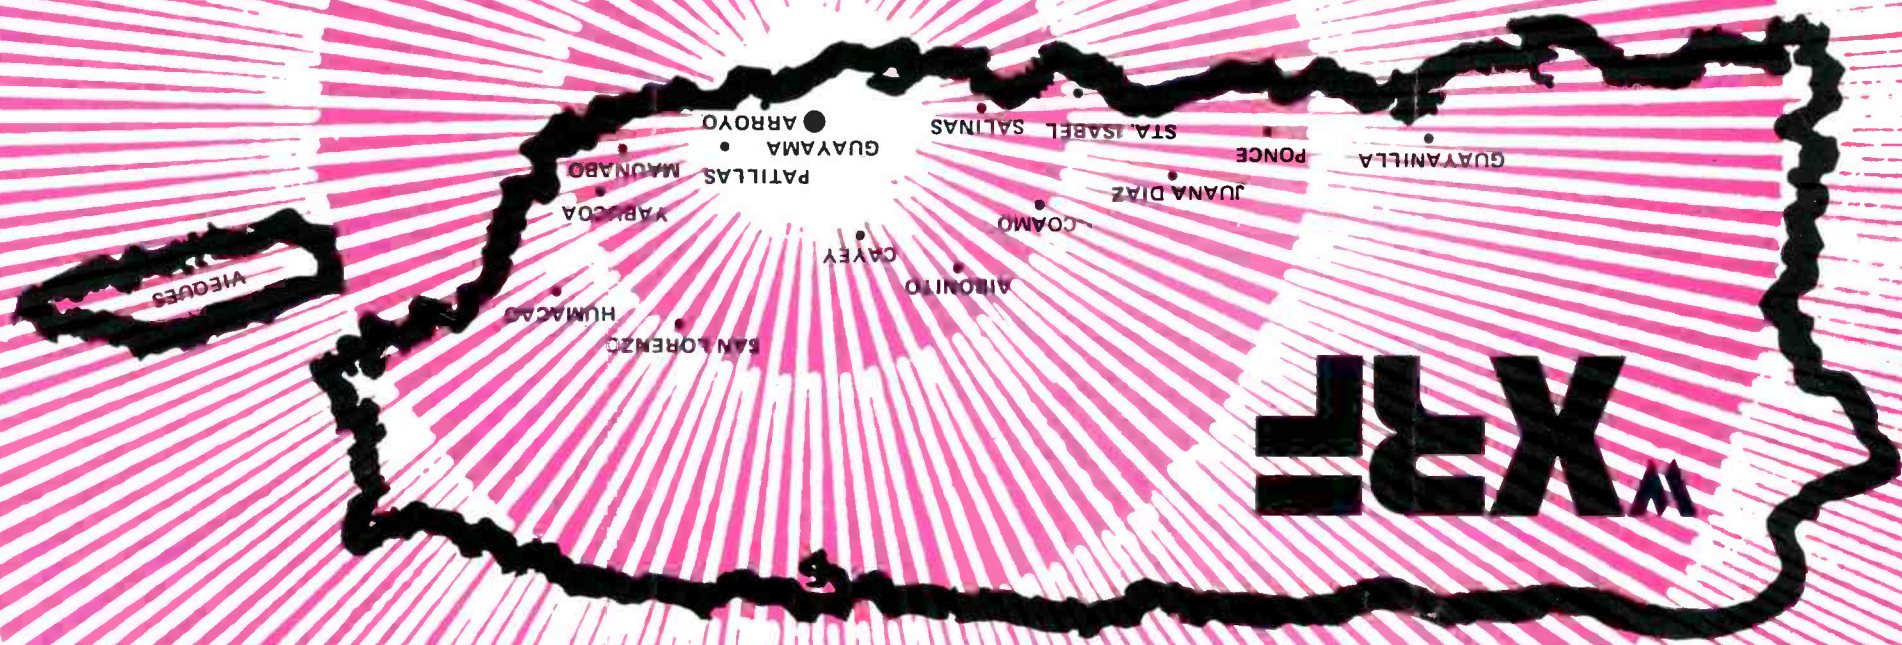 WXRF
SAN LORENZO
HUMACAO
VIEQUES
AIBONITO
CAYEY
COAMO
YABUCOA
JUANA DIAZ
PATILLAS
MAUNABO
GUAYANILLA
PONCE
GUAYAMA
STA. ISABEL
SALINAS
ARROYO